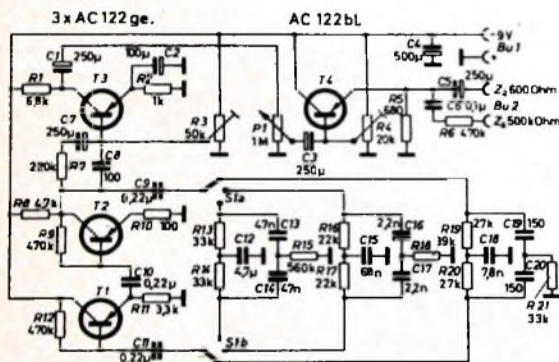 3 x AC 122 ge.
AC 122 bl.
C1
250µ
100µ
C2
C4
500µ
-9V
Bu 1
+
R1
6,8k
T3
R2
1k
T4
C5
250µ
Z₂ 600 Ohm
C6 0,1µ
Bu 2
R6 470k
Z₂ 500 kOhm
C7
250µ
R3
50k
P1
1M
R4
20k
R5
680
C3
250µ
R7
220k
C8
100
C9
0,22µ
S1a
R8 4,7k
T2
R9
470k
R10
100
R13
33k
47n
C13
R16
22k
2,2n
C16
R19
27k
C19
150
C12
4,7µ
R15
560k
C15
68n
R18
39k
C18
7,8n
C20
150
R14
33k
C14
47n
R17
22k
C17
2,2n
R20
27k
R21
33k
T1
C10
0,22µ
R11
3,3k
R12
470k
C11
0,22µ
S1b